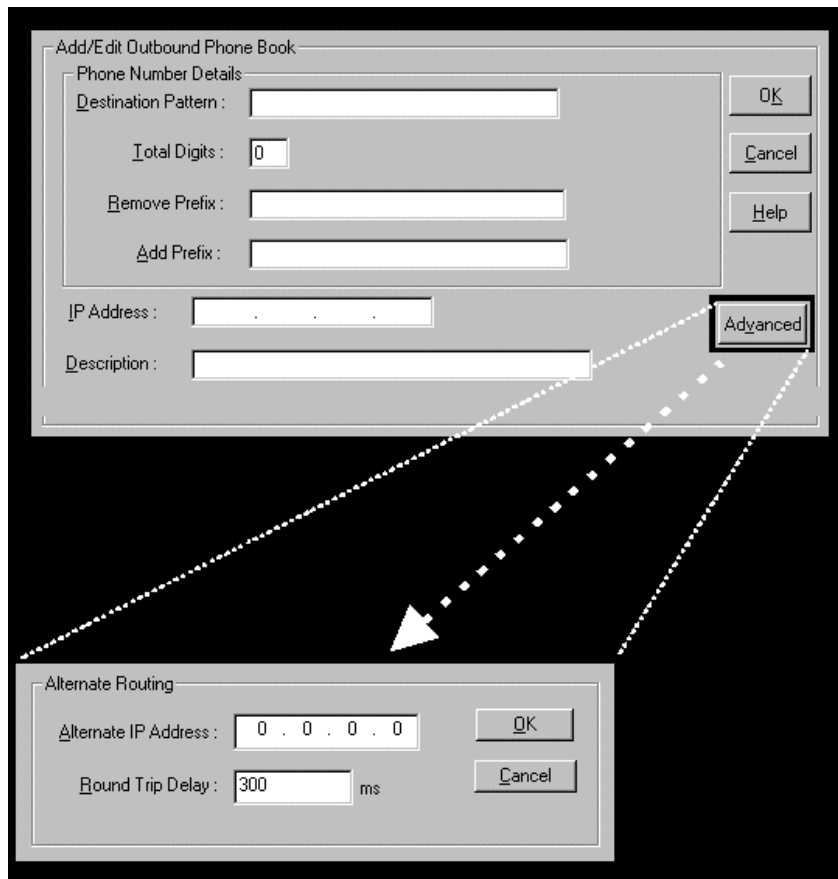 Add/Edit Outbound Phone Book
Phone Number Details
Destination Pattern :
OK
Total Digits : 0
Cancel
Remove Prefix :
Help
Add Prefix :
IP Address : . . .
Advanced
Description :
Alternate Routing
Alternate IP Address : 0 . 0 . 0 . 0
OK
Round Trip Delay : 300 ms
Cancel